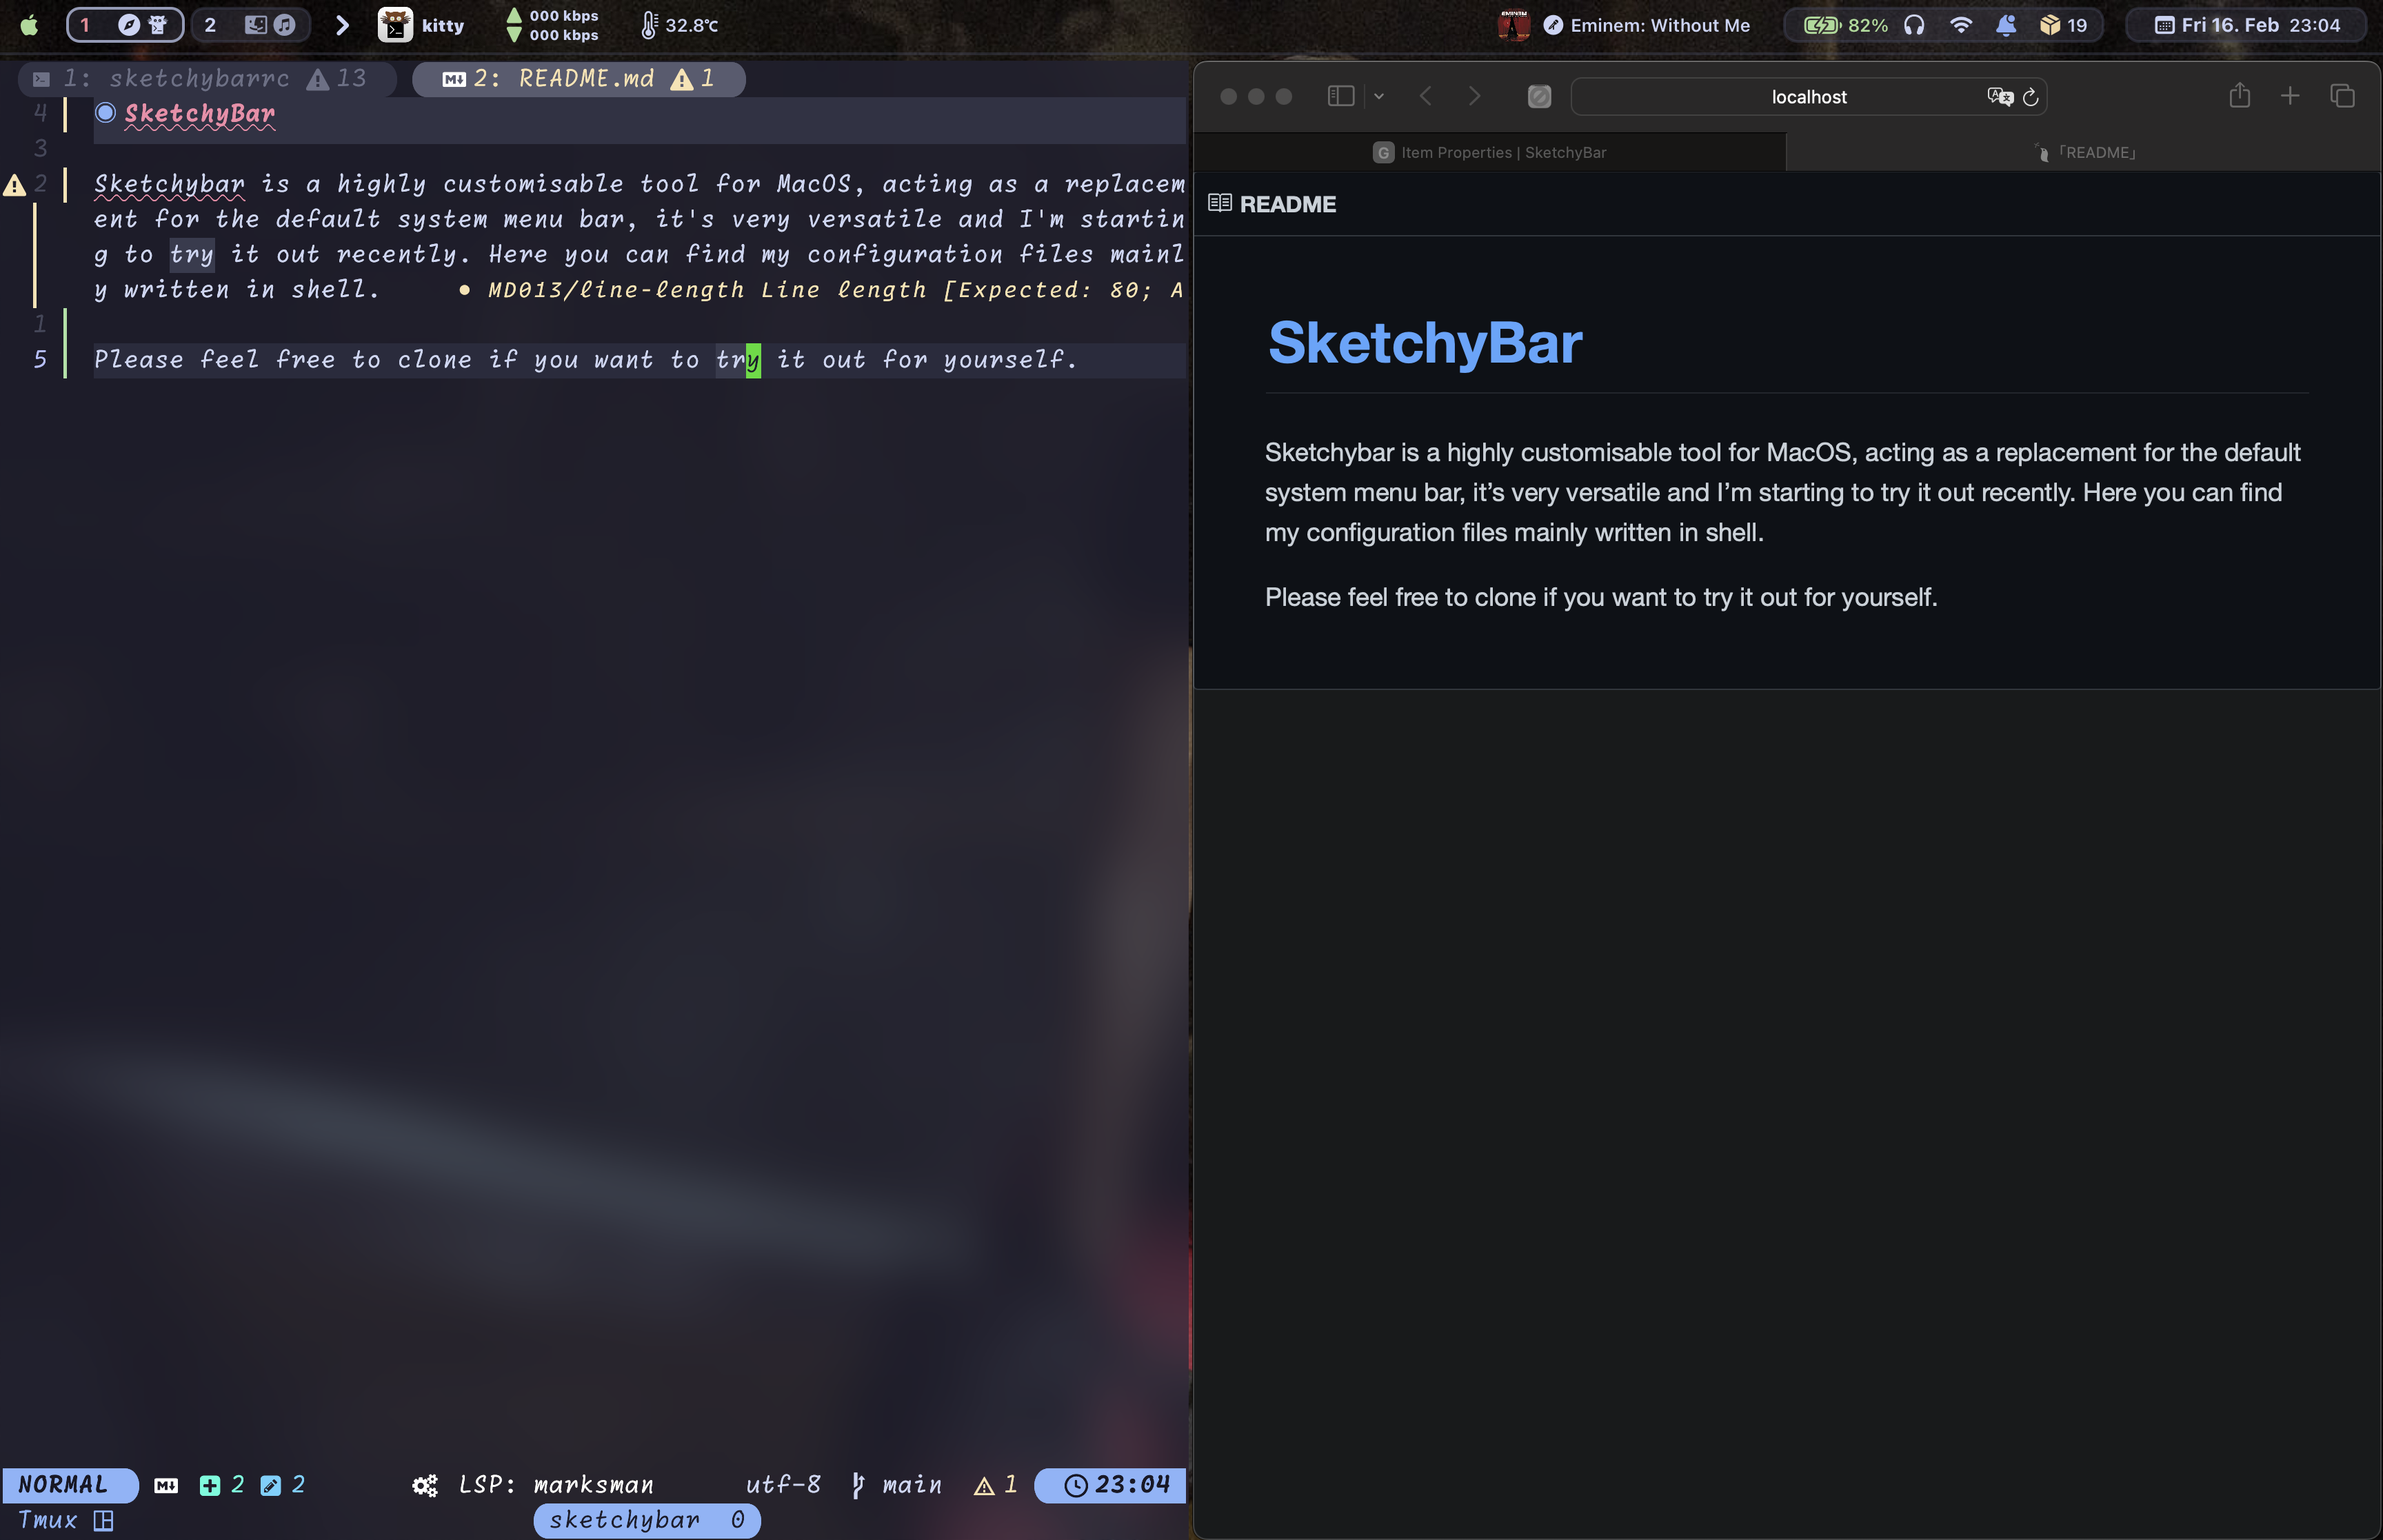 1 2 kitty 000 kbps 32.8℃ Eminem: Without Me 82% 19 Fri 16. Feb 23:04
000 kbps
1: sketchybarrc 13 2: README.md 1
4 SketchyBar
3
2 Sketchybar is a highly customisable tool for MacOS, acting as a replacem
ent for the default system menu bar, it's very versatile and I'm startin
g to try it out recently. Here you can find my configuration files mainl
y written in shell. ● MD013/line-length Line length [Expected: 80; A
1
5 Please feel free to clone if you want to try it out for yourself.
NORMAL 2 2 LSP: marksman utf-8 main 1 23:04
Tmux sketchybar 0
localhost
Item Properties | SketchyBar 「README」
README
SketchyBar
Sketchybar is a highly customisable tool for MacOS, acting as a replacement for the default
system menu bar, it’s very versatile and I’m starting to try it out recently. Here you can find
my configuration files mainly written in shell.
Please feel free to clone if you want to try it out for yourself.